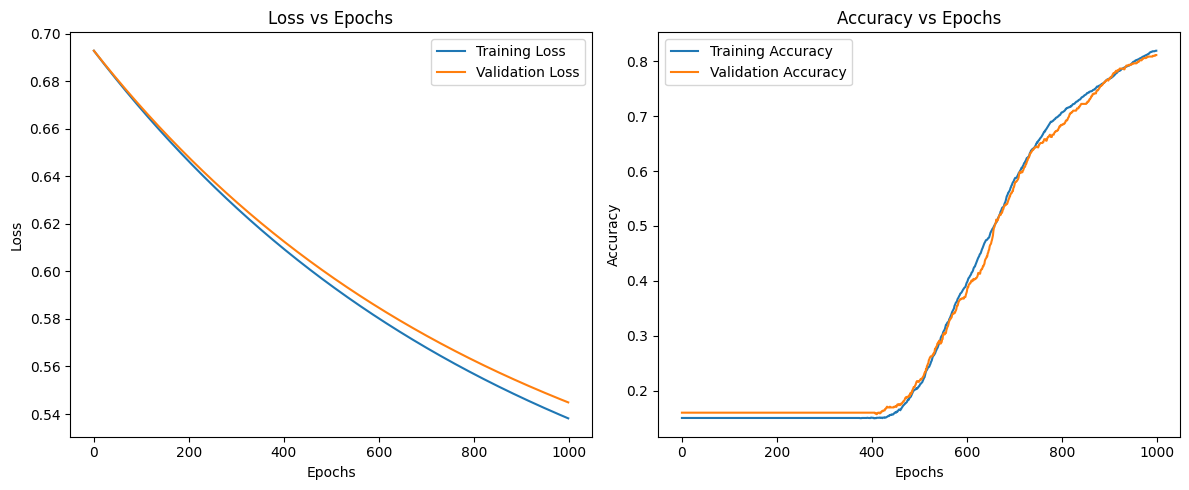 Loss vs Epochs
0.70
0.68
0.66
0.64
0.62
0.60
0.58
0.56
0.54
Loss
0
200
400
600
800
1000
Epochs
Training Loss
Validation Loss
Accuracy vs Epochs
0.8
0.7
0.6
0.5
0.4
0.3
0.2
Accuracy
0
200
400
600
800
1000
Epochs
Training Accuracy
Validation Accuracy